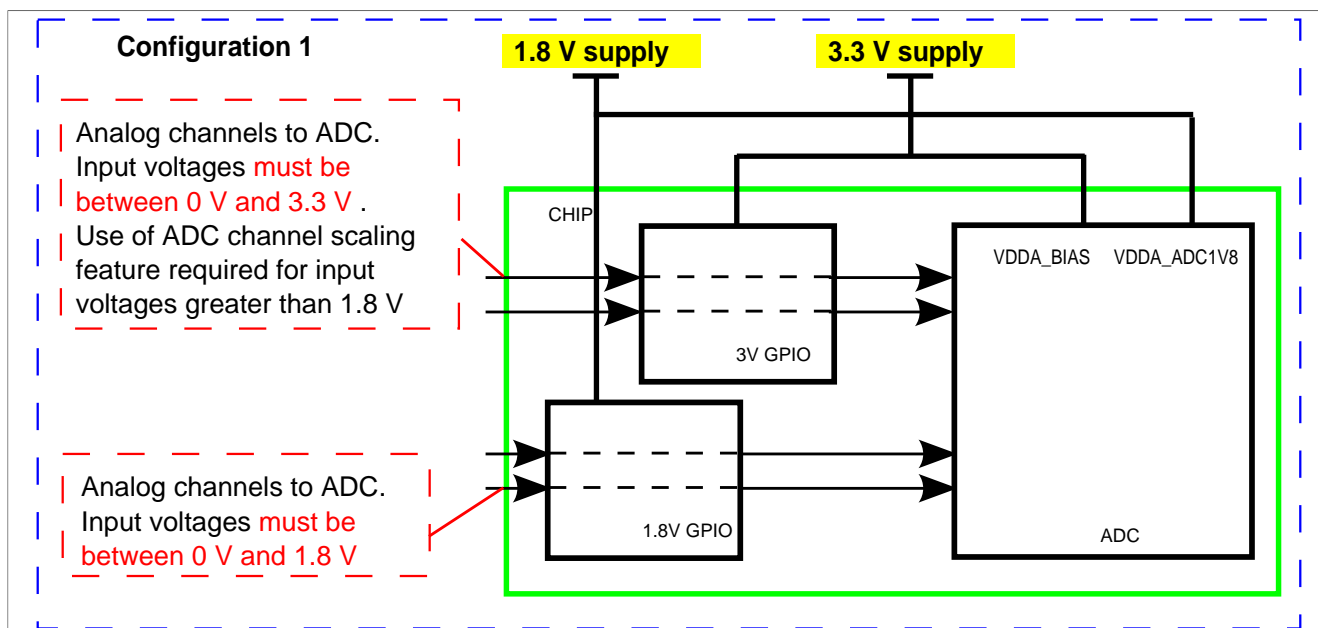 Configuration 1
1.8 V supply
3.3 V supply
Analog channels to ADC.
Input voltages must be
between 0 V and 3.3 V .
Use of ADC channel scaling
feature required for input
voltages greater than 1.8 V
CHIP
VDDA_BIAS
VDDA_ADC1V8
3V GPIO
Analog channels to ADC.
Input voltages must be
between 0 V and 1.8 V
1.8V GPIO
ADC